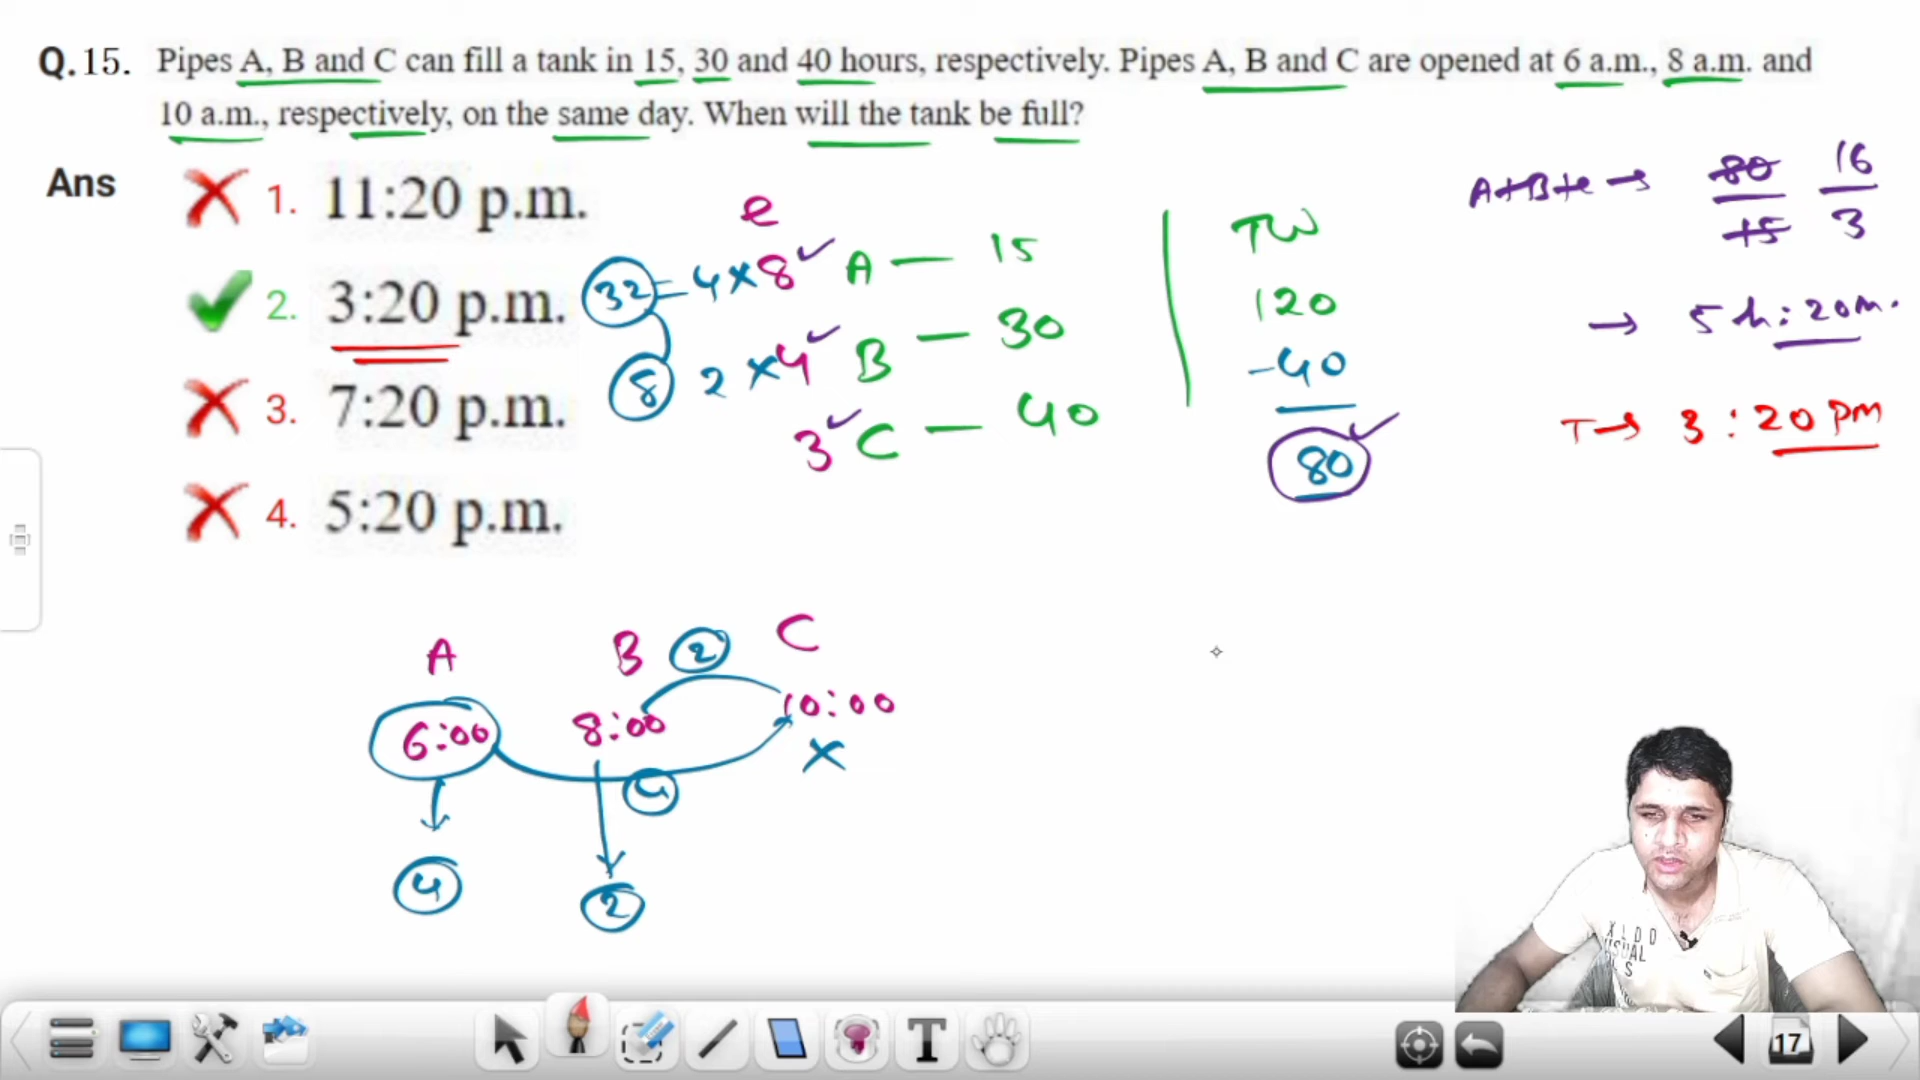 Q.15. Pipes A, B and C can fill a tank in 15, 30 and 40 hours, respectively. Pipes A, B and C are opened at 6 a.m., 8 a.m. and
10 a.m., respectively, on the same day. When will the tank be full?
Ans
1. 11:20 p.m.
2. 3:20 p.m.
3. 7:20 p.m.
4. 5:20 p.m.
e
32 = 4 x 8 A — 15
8 2 x 4 B — 30
3 C — 40
TW
120
-40
80
A+B+C → 80/15 16/3
→ 5 h : 20 m.
T → 3 : 20 pm
A B 2 C
6:00 8:00 10:00
4 x
4 2
XIDD
VISUAL
LS
T
17